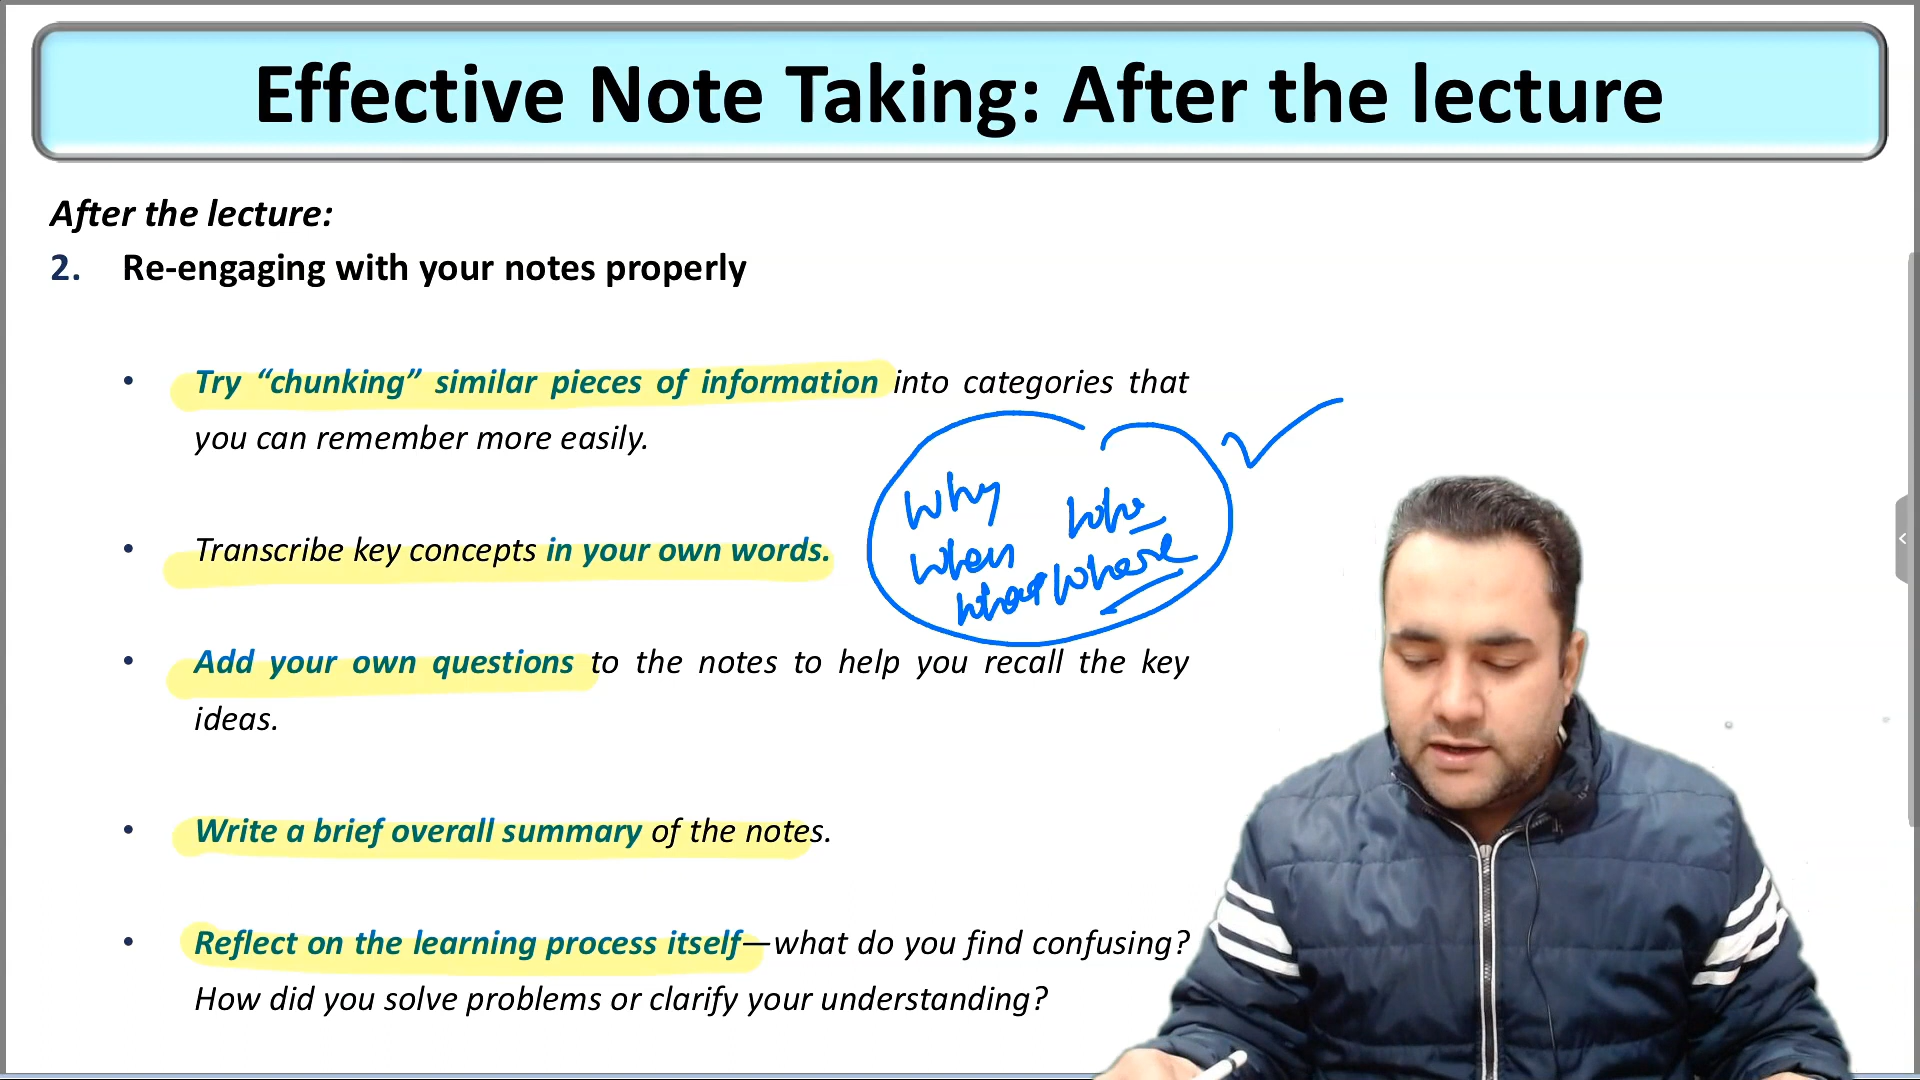 Effective Note Taking: After the lecture
After the lecture:
2. Re-engaging with your notes properly
• Try “chunking” similar pieces of information into categories that
you can remember more easily.
Why who
when where
what
• Transcribe key concepts in your own words.
• Add your own questions to the notes to help you recall the key
ideas.
• Write a brief overall summary of the notes.
• Reflect on the learning process itself—what do you find confusing?
How did you solve problems or clarify your understanding?